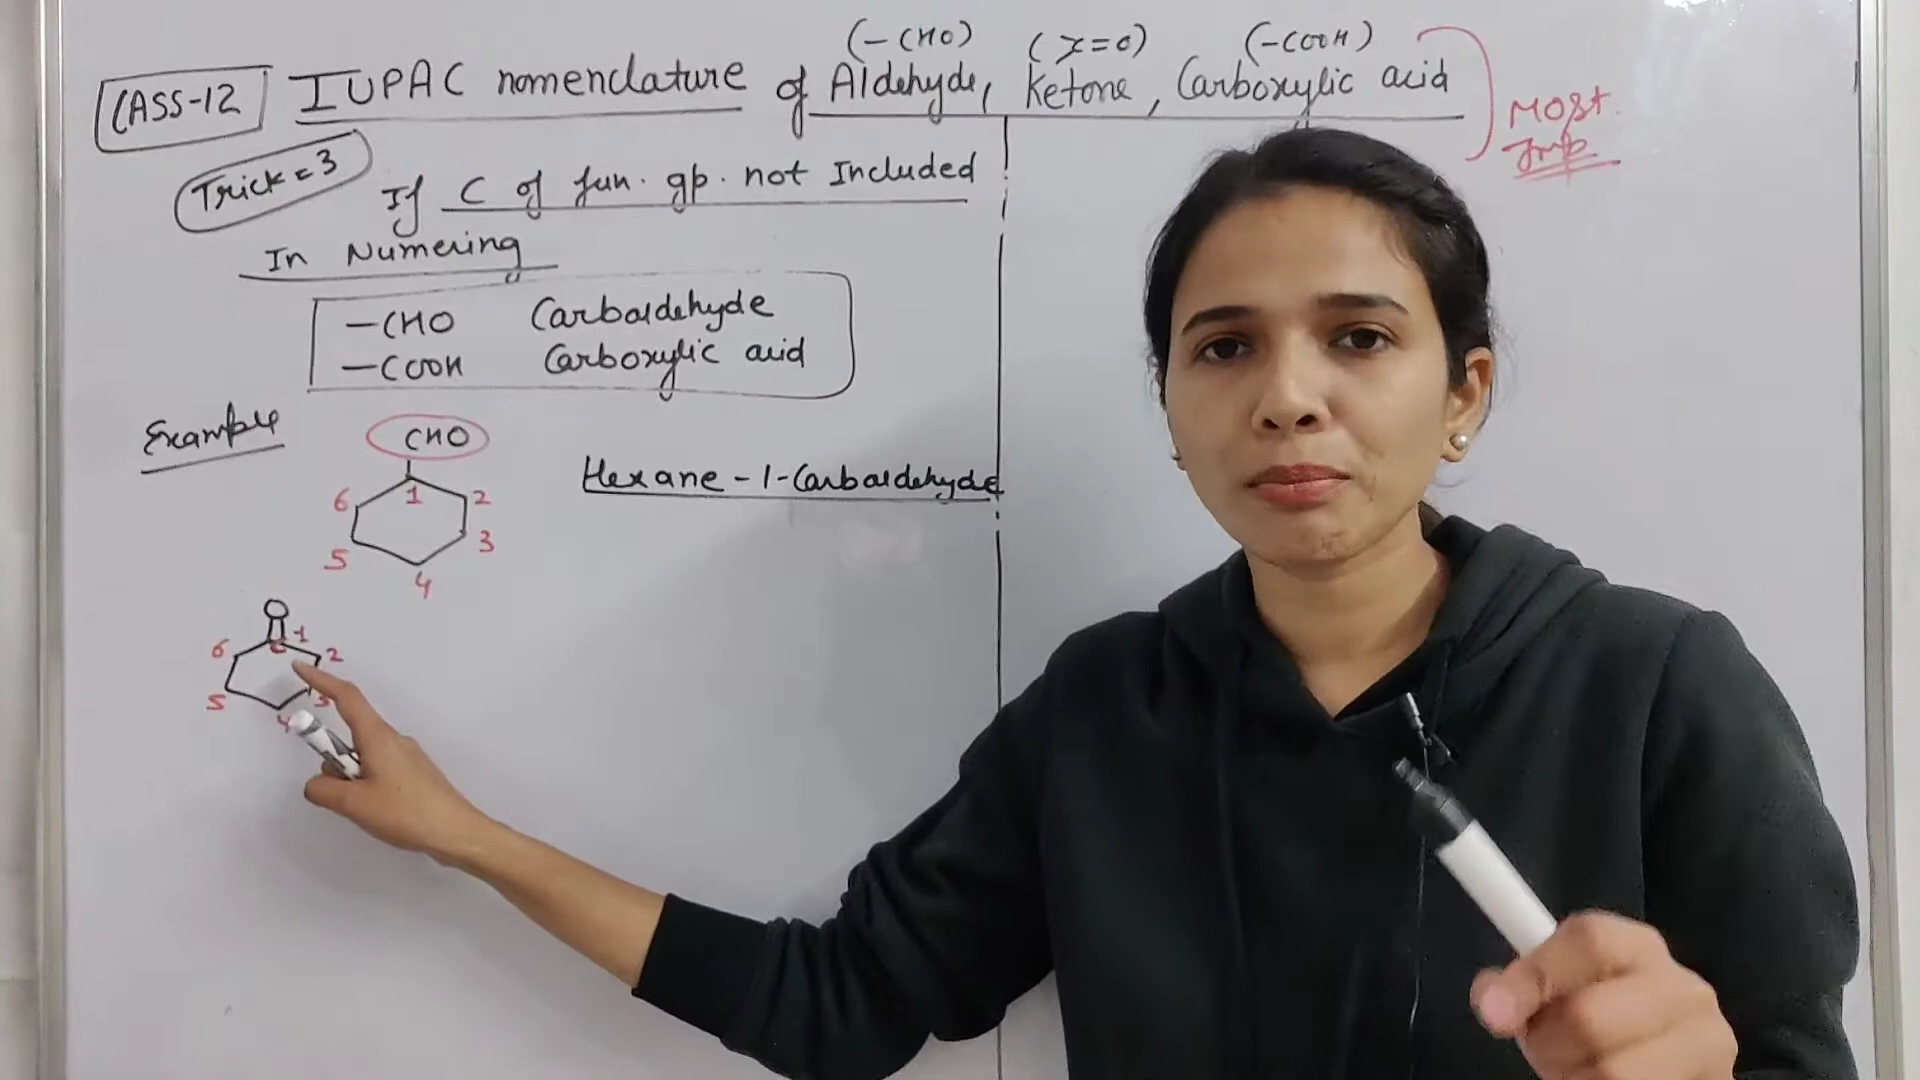 (-CHO) (>=0) (-COOH)
CASS-12 IUPAC nomenclature of Aldehyde, Ketone, Carboxylic acid
Most
Imp
Trick = 3 If C of fun. gp. not Included
In Numering
-CHO Carbaldehyde
-COOH Carboxylic acid
Example
CHO
Hexane-1-Carbaldehyde
6 1 2
5 3
4
O
6 C-1 2
5 3
4